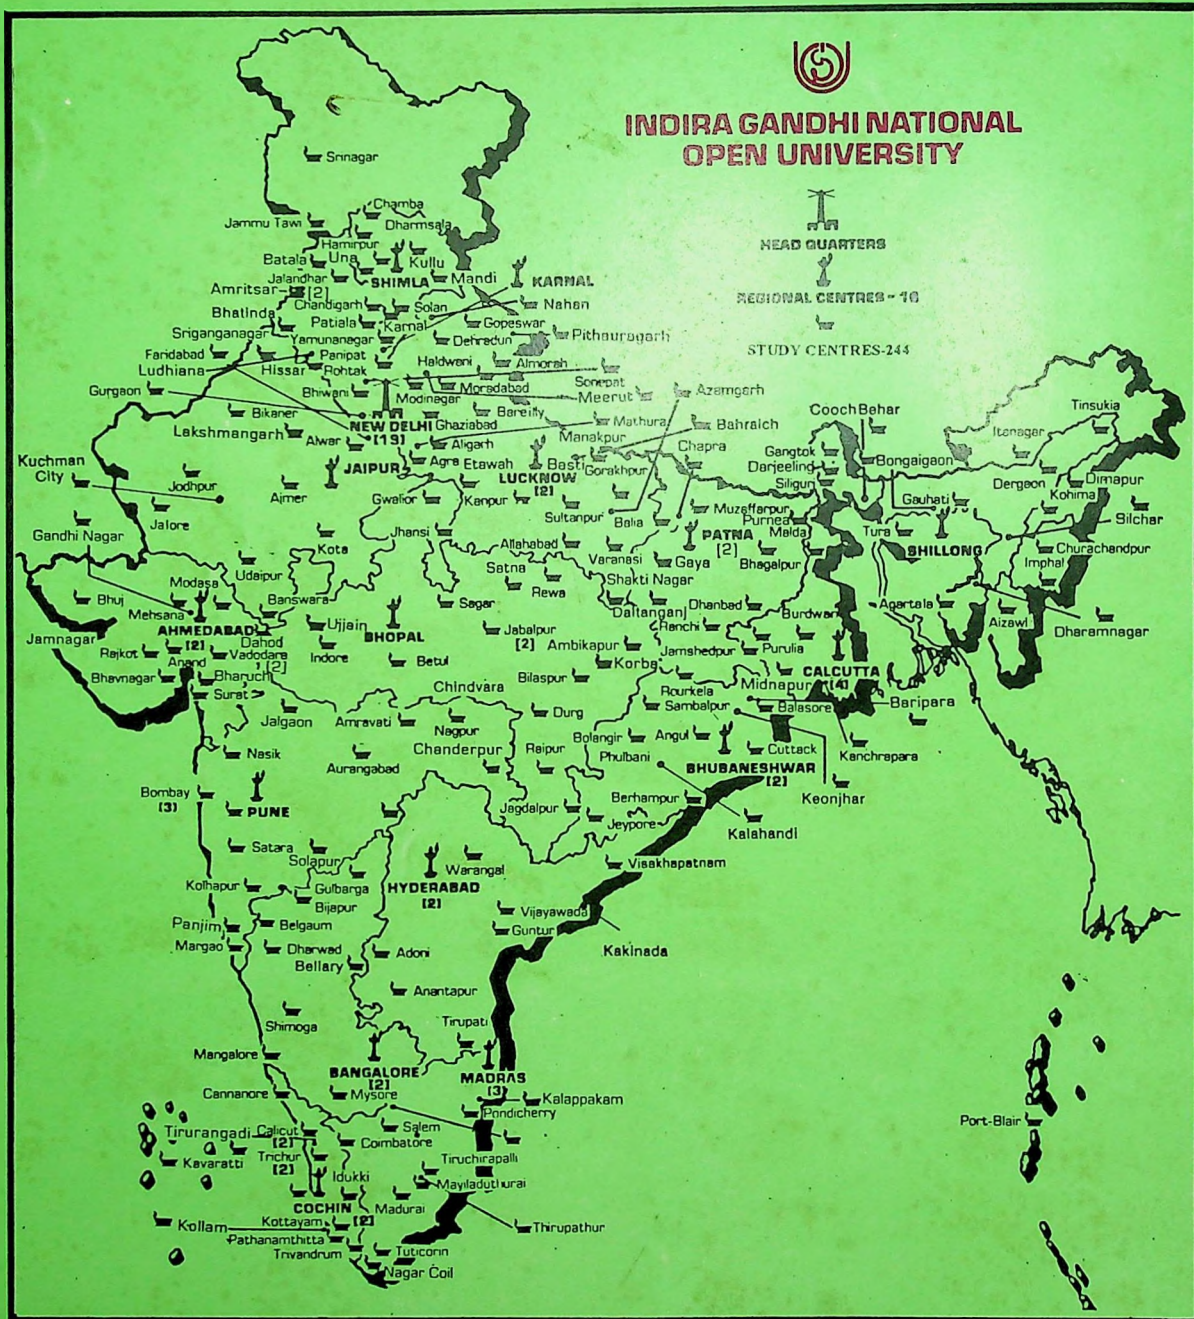 INDIRA GANDHI NATIONAL
OPEN UNIVERSITY
HEAD QUARTERS
REGIONAL CENTRES - 16
STUDY CENTRES-244
Srinagar
Chamba
Jammu Tawi
Dharmsala
Hamirpur
Batala
Una
Kullu
Jalandhar
SHIMLA
Mandi
KARNAL
Amritsar
[2]
Chandigarh
Solan
Nahan
Bhatinda
Patiala
Karnal
Gopeswar
Sriganganagar
Yamunanagar
Dehradun
Pithauragarh
Faridabad
Panipat
Haldwani
Almorah
Ludhiana
Hissar
Rohtak
Sonepat
Gurgaon
Bhiwani
Moradabad
Modinagar
Meerut
Azamgarh
Bikaner
Bareilly
NEW DELHI
[19]
Ghaziabad
Mathura
Bahraich
Cooch Behar
Tinsukia
Lakshmangarh
Alwar
Aligarh
Manakpur
Chapra
Itanagar
Kuchman
City
JAIPUR
Agra
Etawah
LUCKNOW
[2]
Basti
Gorakhpur
Gangtok
Darjeeling
Siliguri
Bongaigaon
Dergaon
Dimapur
Kohima
Jodhpur
Ajmer
Gwalior
Kanpur
Gauhati
Jalore
Sultanpur
Balia
Muzaffarpur
Purnea
Silchar
Gandhi Nagar
Kota
Jhansi
Allahabad
Varanasi
PATNA
[2]
Malda
Tura
SHILLONG
Churachandpur
Udaipur
Satna
Gaya
Bhagalpur
Imphal
Modasa
Rewa
Shakti Nagar
Bhuj
Mehsana
Banswara
Sagar
Daltanganj
Dhanbad
Burdwan
Agartala
Aizawl
Dharamnagar
AHMEDABAD
[2]
Ujjain
BHOPAL
Jabalpur
[2]
Ranchi
Jamnagar
Dahod
Ambikapur
Jamshedpur
Purulia
Rajkot
Vadodara
[2]
Indore
Betul
Korba
Anand
CALCUTTA
[4]
Bhavnagar
Bharuch
Bilaspur
Midnapur
Surat
Chindvara
Rourkela
Baripara
Jalgaon
Amravati
Nagpur
Durg
Sambalpur
Balasore
Nasik
Chanderpur
Raipur
Bolangir
Angul
Cuttack
Kanchrapara
Aurangabad
Phulbani
BHUBANESHWAR
[2]
Bombay
[3]
PUNE
Jagdalpur
Berhampur
Keonjhar
Jeypore
Kalahandi
Satara
Solapur
Warangal
Visakhapatnam
Kolhapur
Gulbarga
HYDERABAD
[2]
Bijapur
Vijayawada
Panjim
Belgaum
Guntur
Margao
Dharwad
Adoni
Kakinada
Bellary
Anantapur
Shimoga
Tirupati
Mangalore
BANGALORE
[2]
MADRAS
[3]
Cannanore
Mysore
Kalappakam
Pondicherry
Port-Blair
Tirurangadi
Calicut
[2]
Salem
Coimbatore
Kavaratti
Trichur
[2]
Tiruchirapalli
Idukki
Mayiladuthurai
COCHIN
[2]
Madurai
Kollam
Kottayam
Thirupathur
Pathanamthitta
Trivandrum
Tuticorin
Nagar Coil